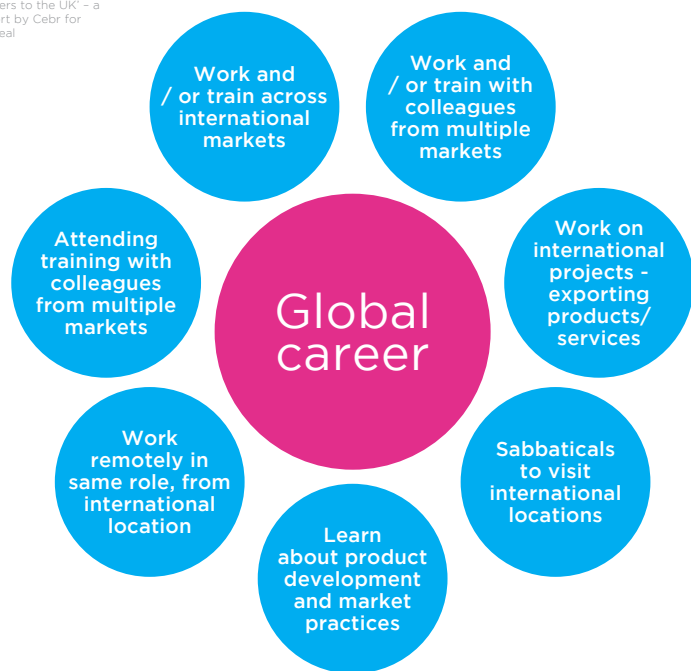 ers to the UK' – a
rt by Cebr for
eal
Work and
/ or train across
international
markets
Work and
/ or train with
colleagues
from multiple
markets
Attending
training with
colleagues
from multiple
markets
Work on
international
projects -
exporting
products/
services
Global
career
Work
remotely in
same role, from
international
location
Sabbaticals
to visit
international
locations
Learn
about product
development
and market
practices